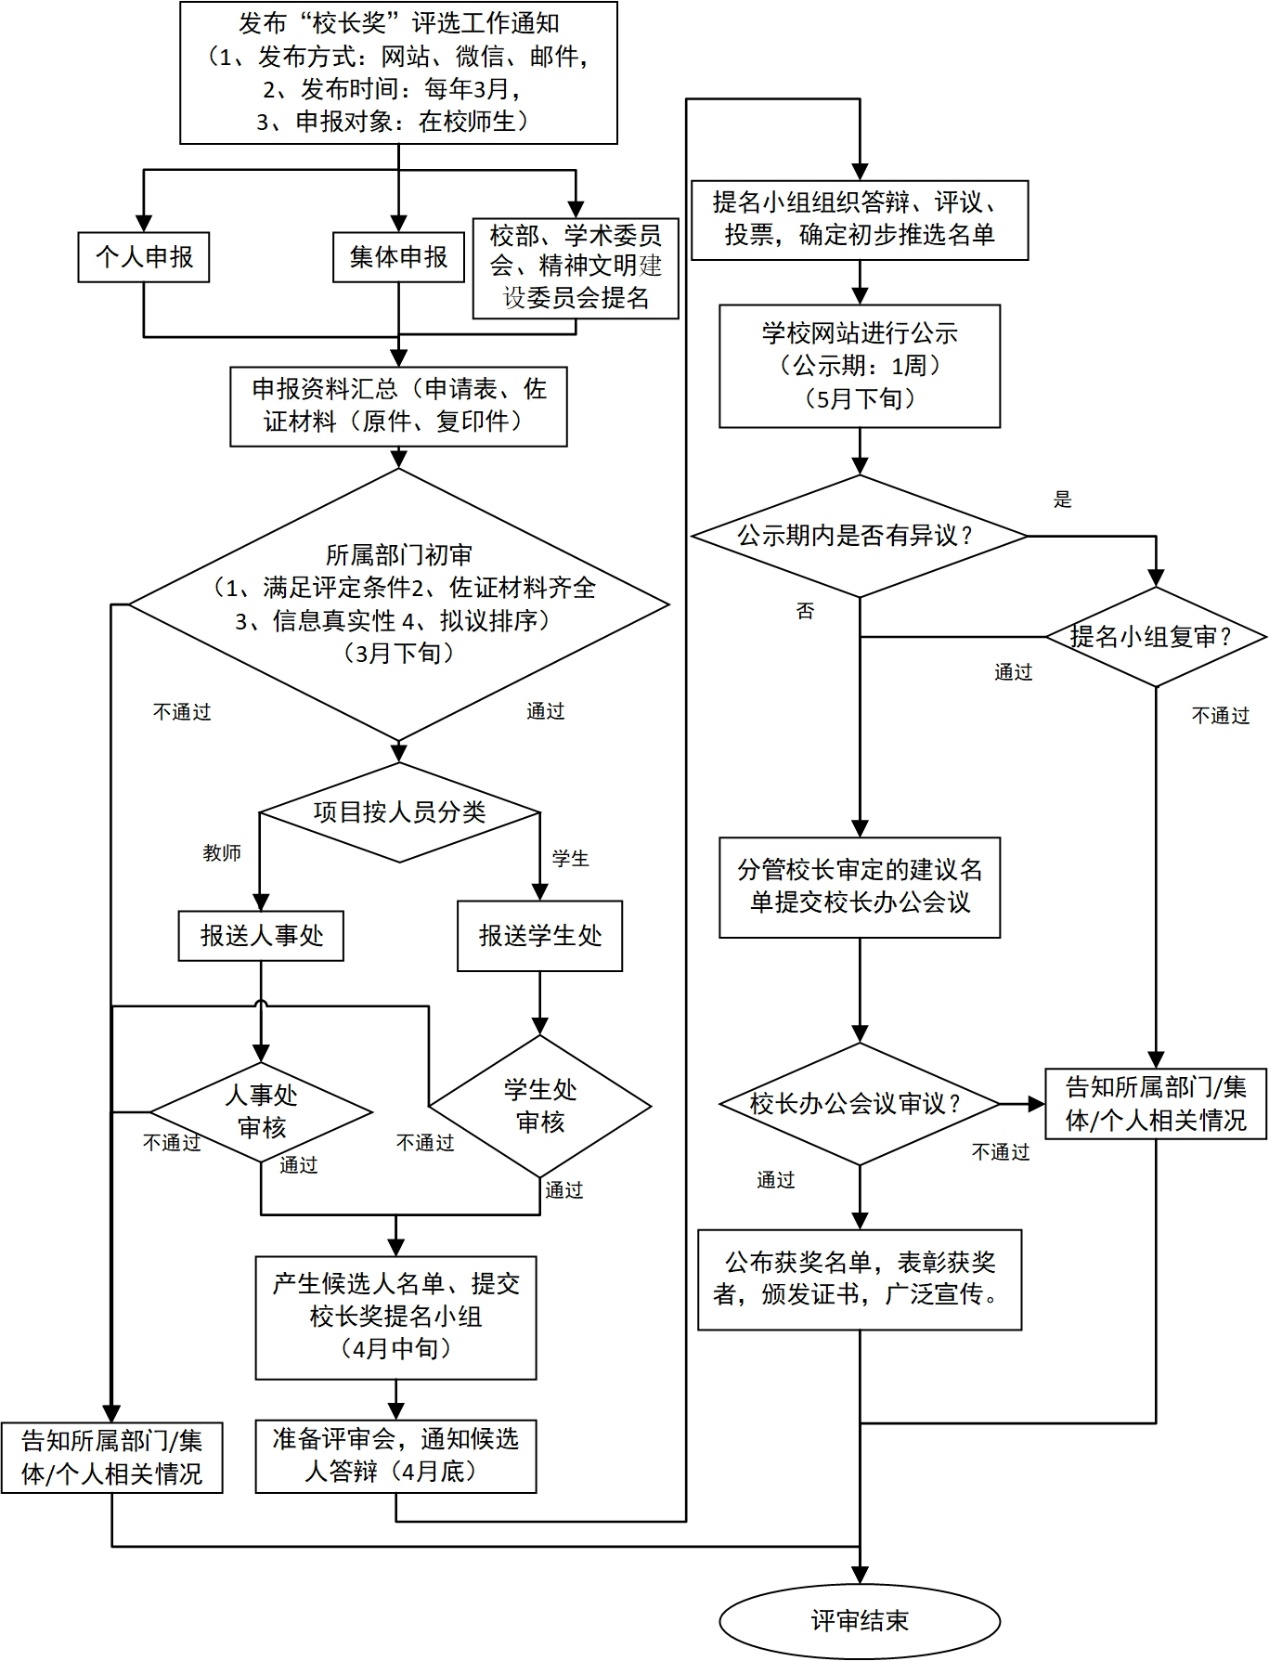 发布“校长奖”评选工作通知
（1、发布方式：网站、微信、邮件，
2、发布时间：每年3月，
3、申报对象：在校师生）
个人申报
集体申报
校部、学术委员
会、精神文明建
设委员会提名
申报资料汇总（申请表、佐
证材料（原件、复印件）
所属部门初审
（1、满足评定条件2、佐证材料齐全
3、信息真实性 4、拟议排序）
（3月下旬）
不通过
通过
项目按人员分类
教师
学生
报送人事处
报送学生处
人事处
审核
学生处
审核
不通过
通过
不通过
通过
产生候选人名单、提交
校长奖提名小组
（4月中旬）
告知所属部门/集
体/个人相关情况
准备评审会，通知候选
人答辩（4月底）
提名小组组织答辩、评议、
投票，确定初步推选名单
学校网站进行公示
（公示期：1周）
（5月下旬）
公示期内是否有异议？
是
否
提名小组复审？
通过
不通过
分管校长审定的建议名
单提交校长办公会议
校长办公会议审议？
不通过
通过
告知所属部门/集
体/个人相关情况
公布获奖名单，表彰获奖
者，颁发证书，广泛宣传。
评审结束